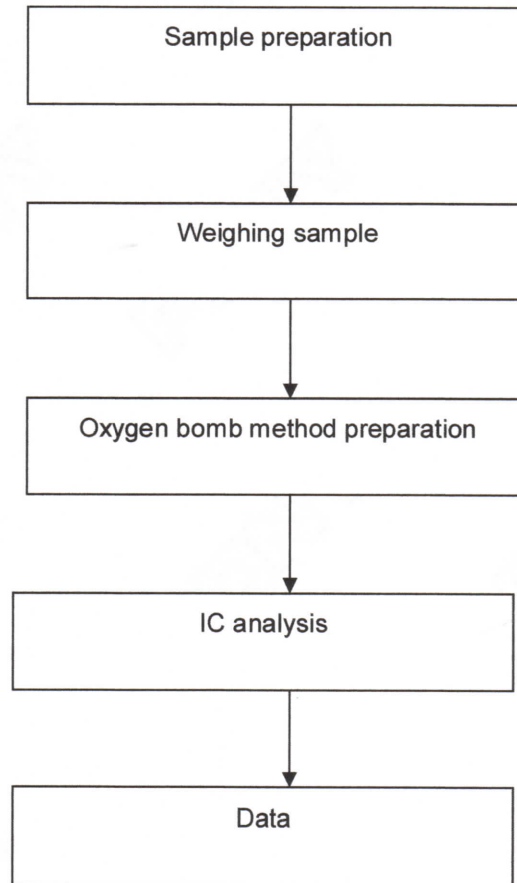 Sample preparation
Weighing sample
Oxygen bomb method preparation
IC analysis
Data